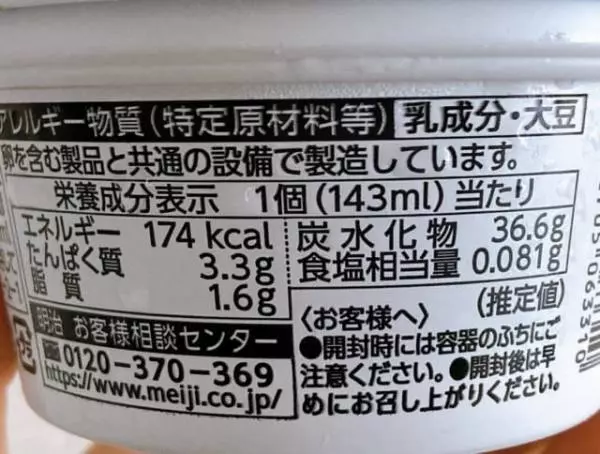 アレルギー物質(特定原材料等) 乳成分・大豆
卵を含む製品と共通の設備で製造しています。
栄養成分表示 1個(143ml)当たり
エネルギー 174 kcal
たんぱく質 3.3g
脂質 1.6g
炭水化物 36.6g
食塩相当量 0.081g
(推定値)
明治 お客様相談センター
0120-370-369
https://www.meiji.co.jp/
〈お客様へ〉
●開封時には容器のふちにご
注意ください。●開封後は早
めにお召し上がりください。